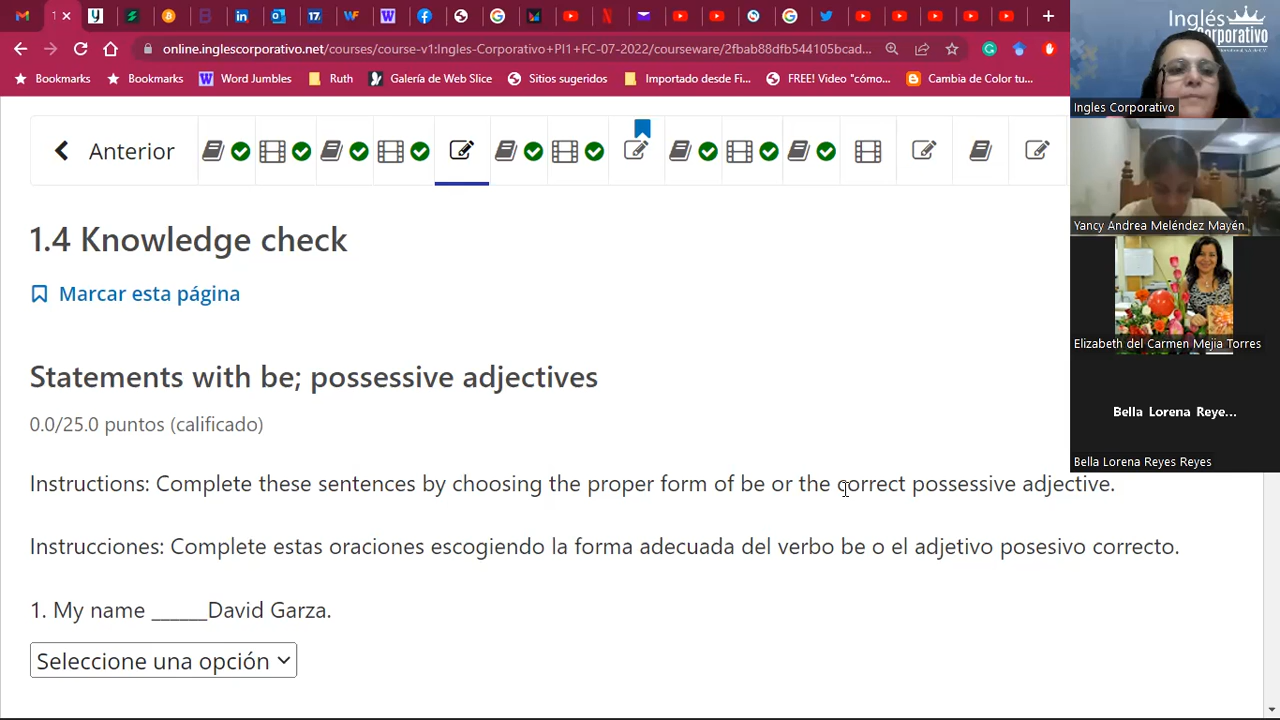 1
17
online.inglescorporativo.net/courses/course-v1:Ingles-Corporativo+PI1+FC-07-2022/courseware/2fbab88dfb544105bcad...
Bookmarks
Bookmarks
Word Jumbles
Ruth
Galería de Web Slice
Sitios sugeridos
Importado desde Fi...
FREE! Video "cómo...
Cambia de Color tu...
Inglés
Corporativo
Ingles Corporativo
Yancy Andrea Meléndez Mayén
Elizabeth del Carmen Mejía Torres
Bella Lorena Reye...
Bella Lorena Reyes Reyes
Anterior
1.4 Knowledge check
Marcar esta página
Statements with be; possessive adjectives
0.0/25.0 puntos (calificado)
Instructions: Complete these sentences by choosing the proper form of be or the correct possessive adjective.
Instrucciones: Complete estas oraciones escogiendo la forma adecuada del verbo be o el adjetivo posesivo correcto.
1. My name ______David Garza.
Seleccione una opción